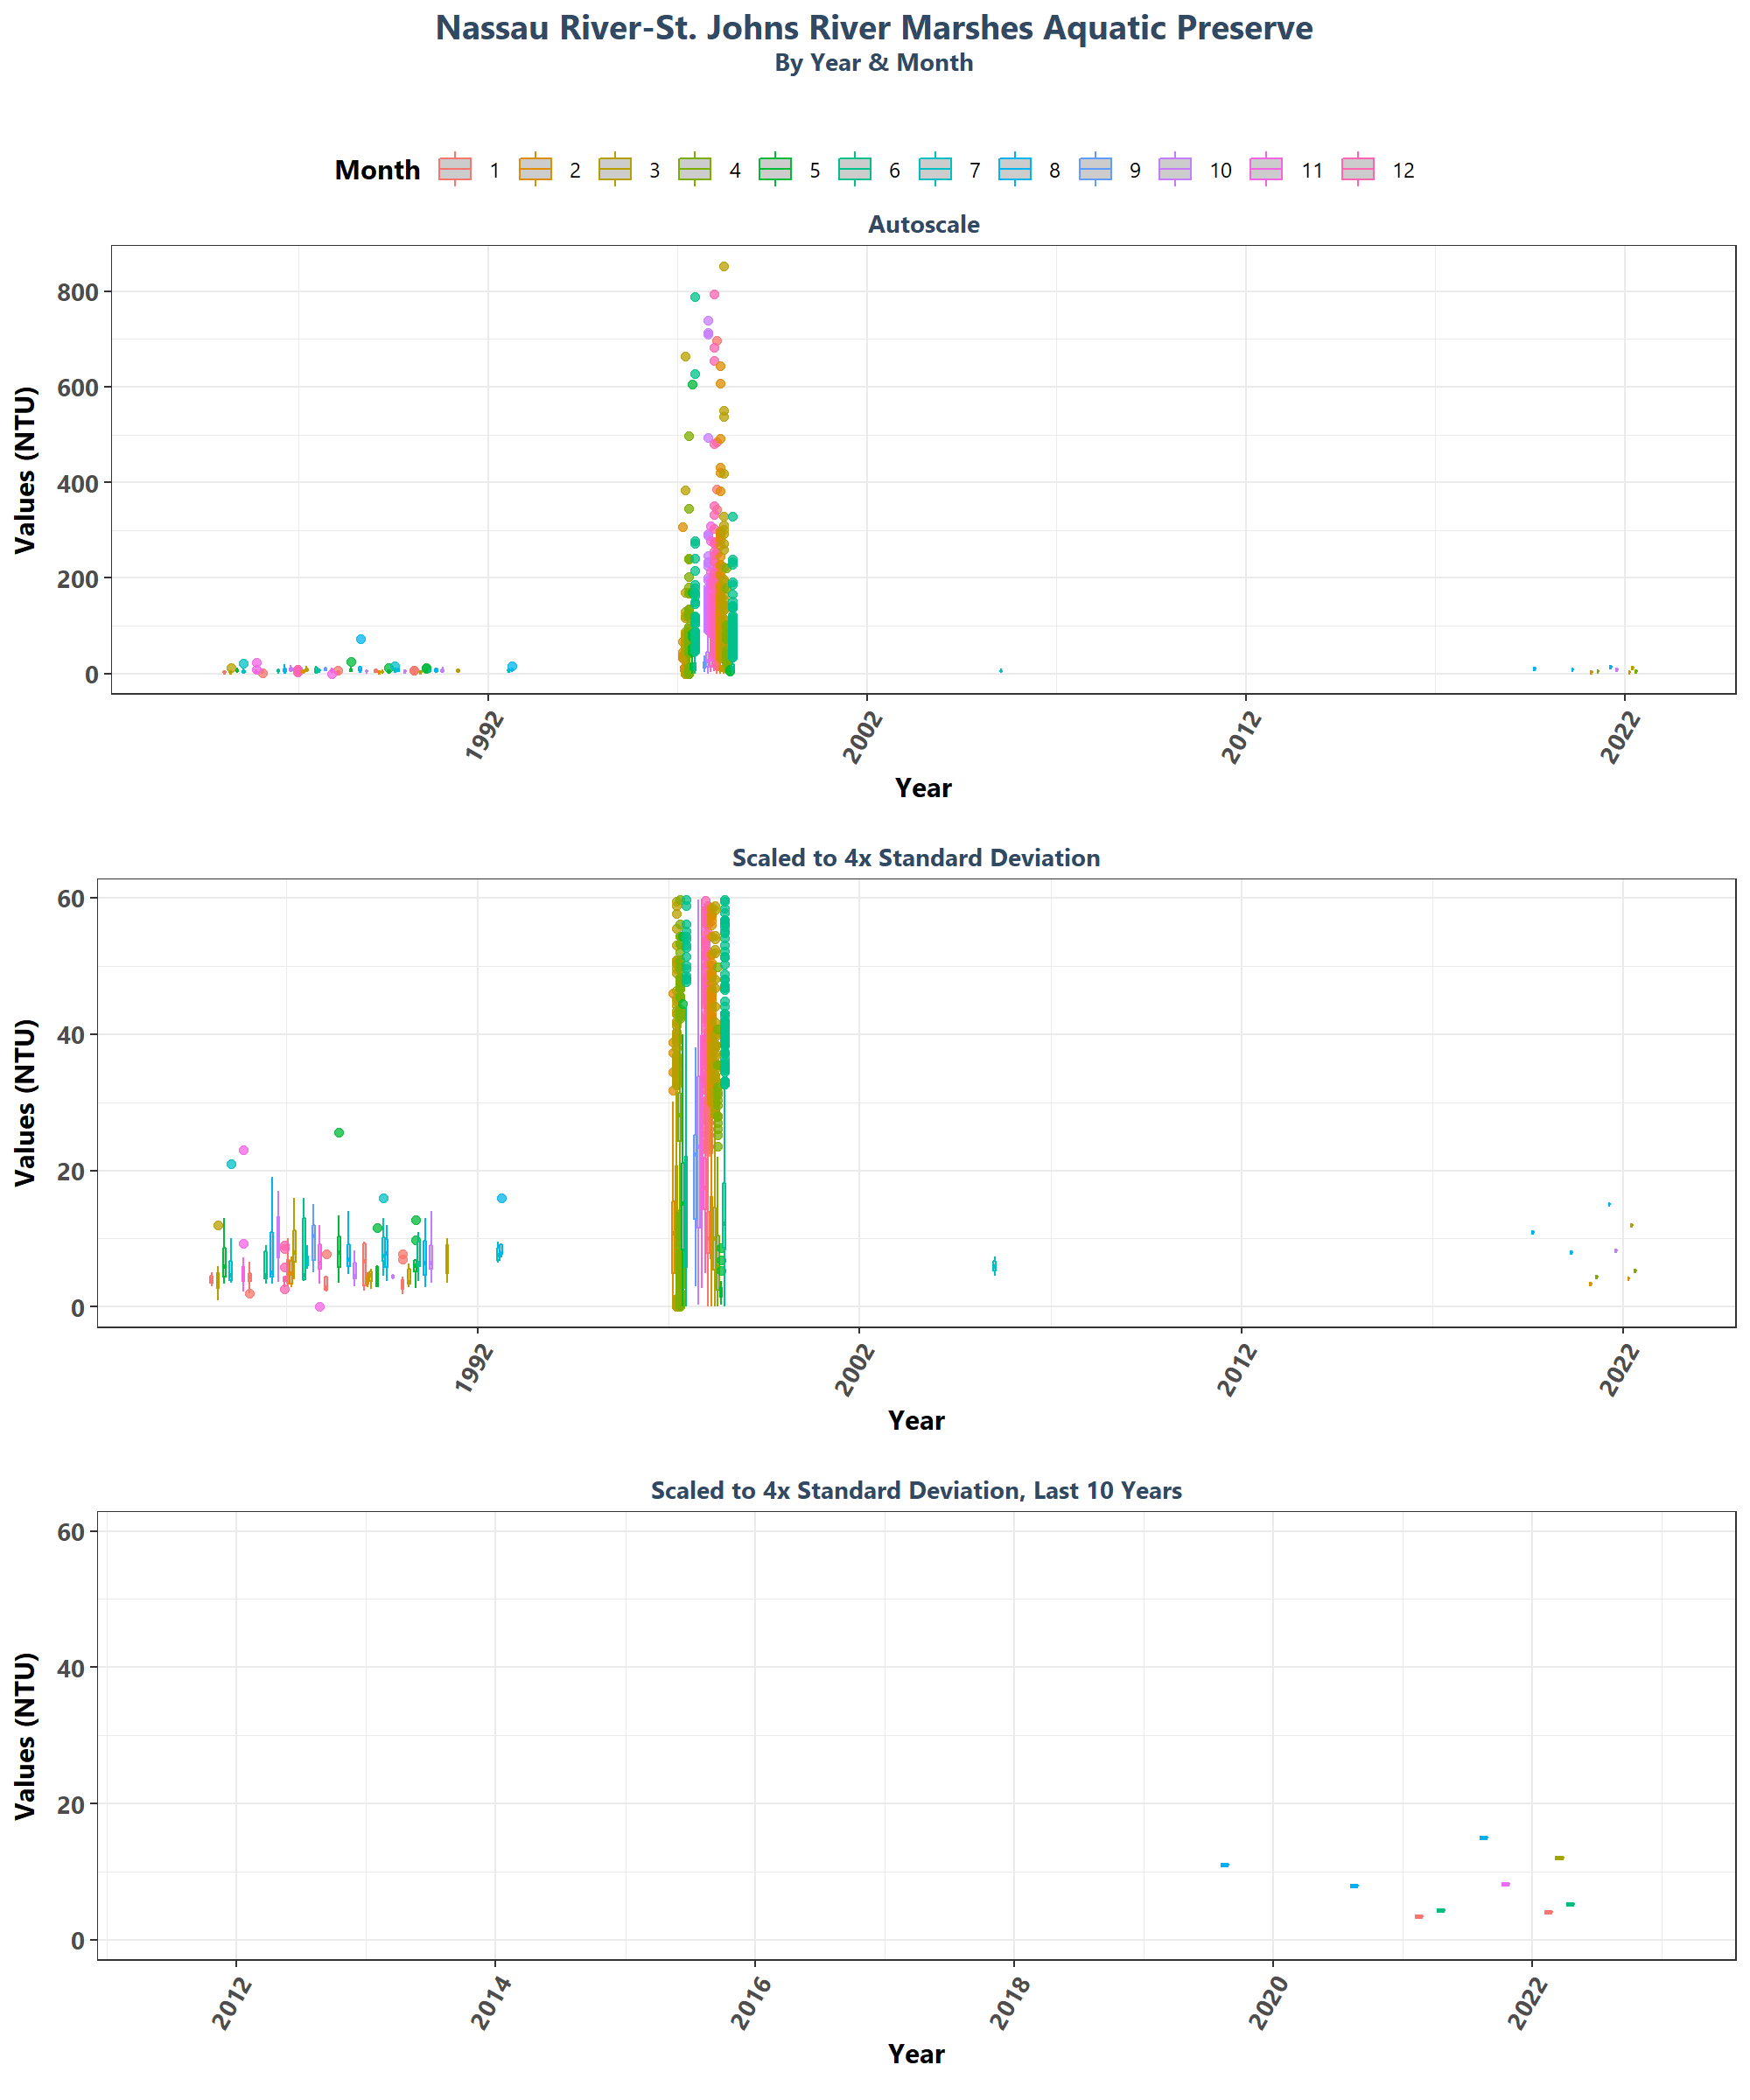 Nassau River-St. Johns River Marshes Aquatic Preserve
By Year & Month
Month 1 2 3 4 5 6 7 8 9 10 11 12
Autoscale
Values (NTU)
800
600
400
200
0
1992 2002 2012 2022
Year
Scaled to 4x Standard Deviation
Values (NTU)
60
40
20
0
1992 2002 2012 2022
Year
Scaled to 4x Standard Deviation, Last 10 Years
Values (NTU)
60
40
20
0
2012 2014 2016 2018 2020 2022
Year